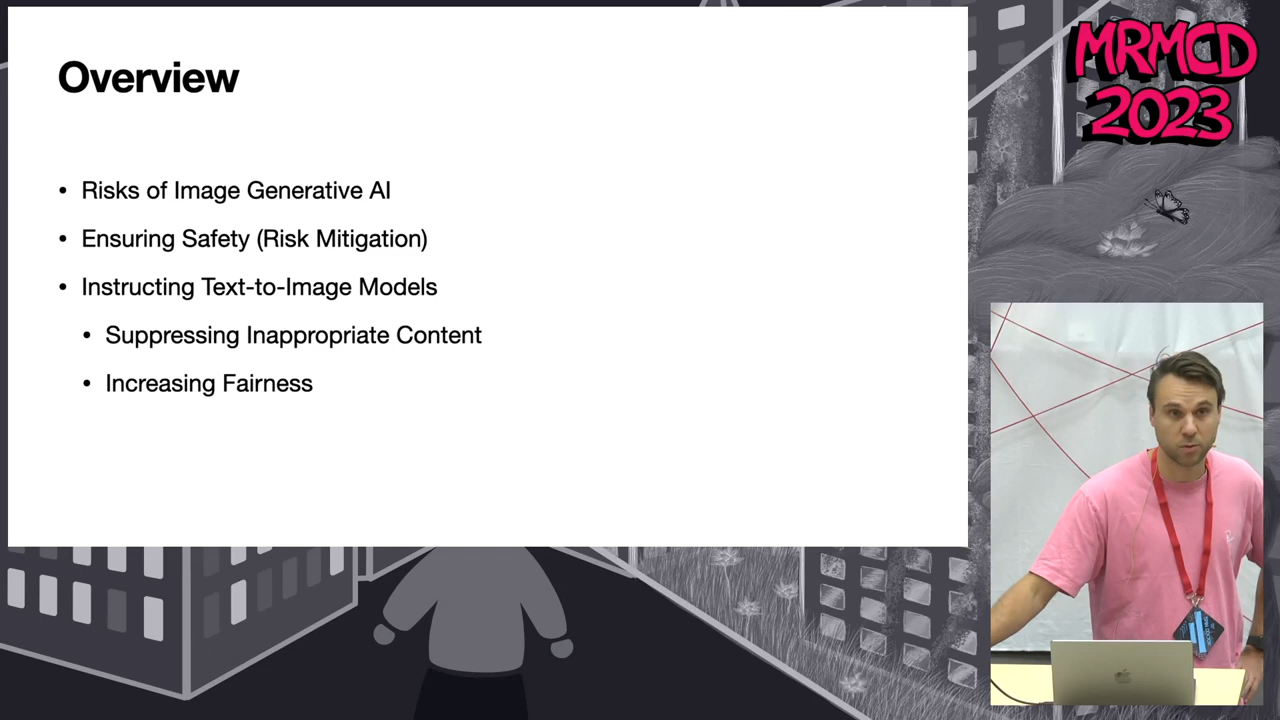 Overview
• Risks of Image Generative AI
• Ensuring Safety (Risk Mitigation)
• Instructing Text-to-Image Models
• Suppressing Inappropriate Content
• Increasing Fairness
MRMCD
2023